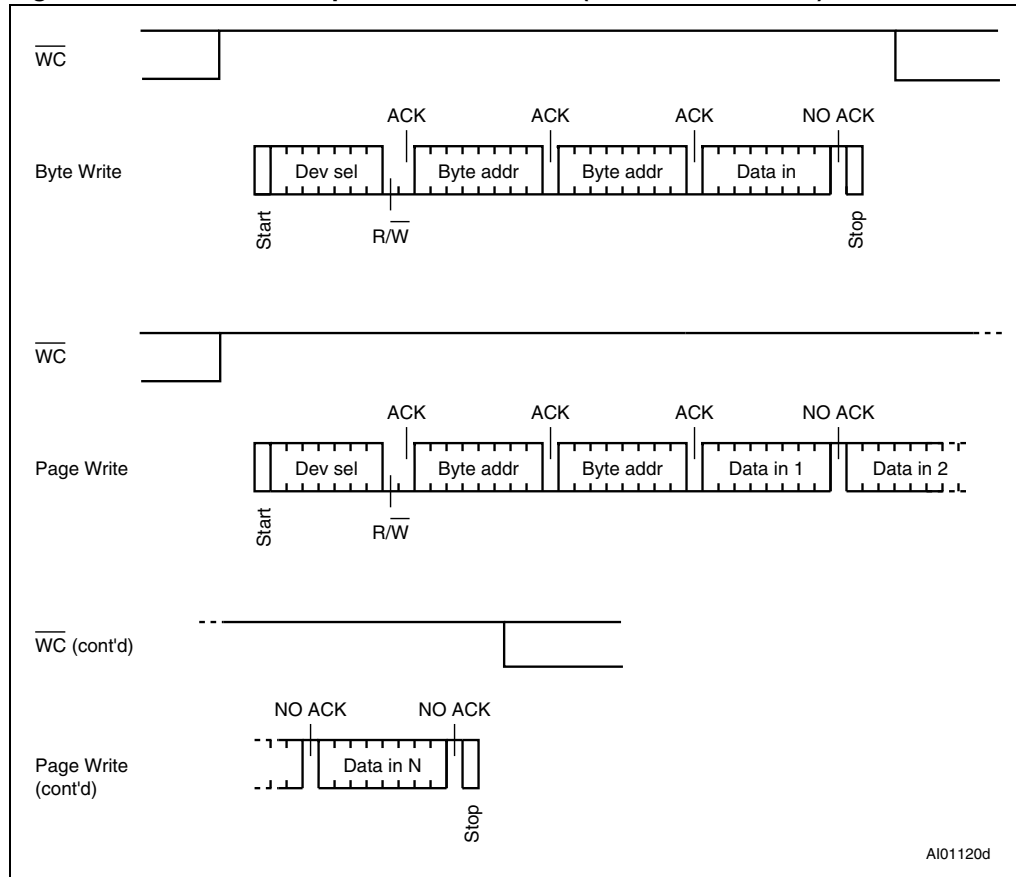 WC
ACK ACK ACK NO ACK
Byte Write Dev sel Byte addr Byte addr Data in
Start R/W Stop
WC
ACK ACK ACK NO ACK
Page Write Dev sel Byte addr Byte addr Data in 1 Data in 2
Start R/W
WC (cont'd)
NO ACK NO ACK
Page Write Data in N
(cont'd)
Stop
AI01120d